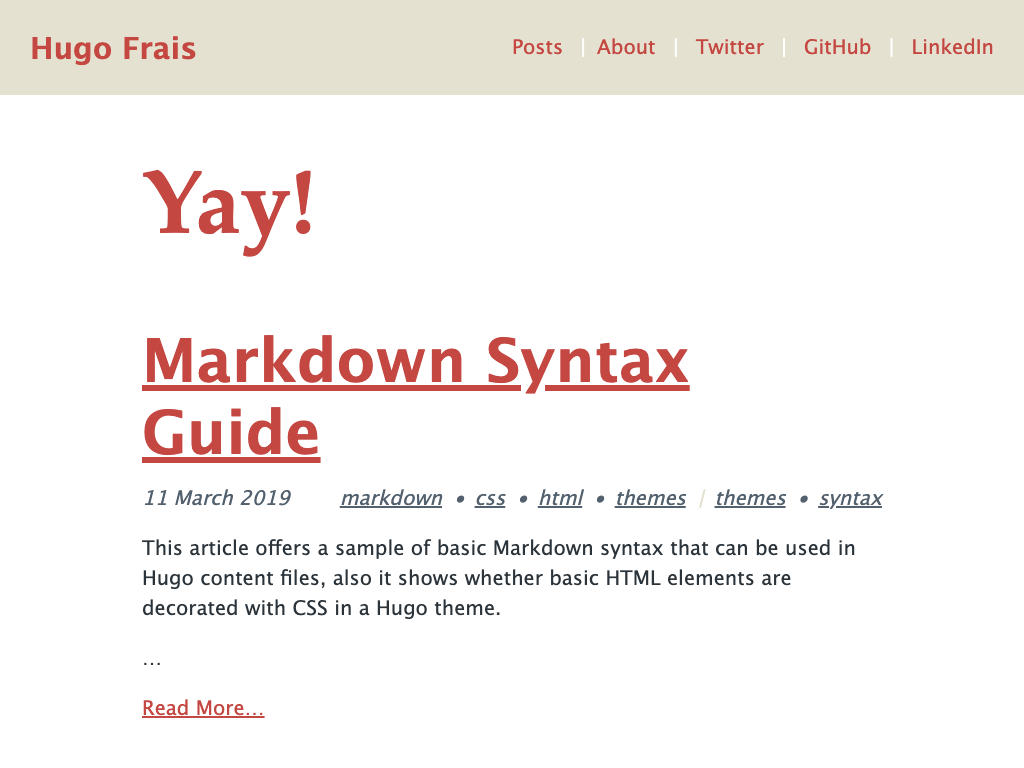 Hugo Frais
Posts | About | Twitter | GitHub | LinkedIn
Yay!
Markdown Syntax
Guide
11 March 2019 markdown • css • html • themes / themes • syntax
This article offers a sample of basic Markdown syntax that can be used in
Hugo content files, also it shows whether basic HTML elements are
decorated with CSS in a Hugo theme.
…
Read More…